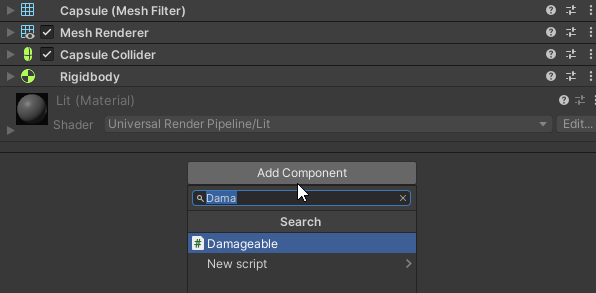 Capsule (Mesh Filter)
Mesh Renderer
Capsule Collider
Rigidbody
Lit (Material)
Shader Universal Render Pipeline/Lit Edit...
Add Component
Dama
Search
Damageable
New script